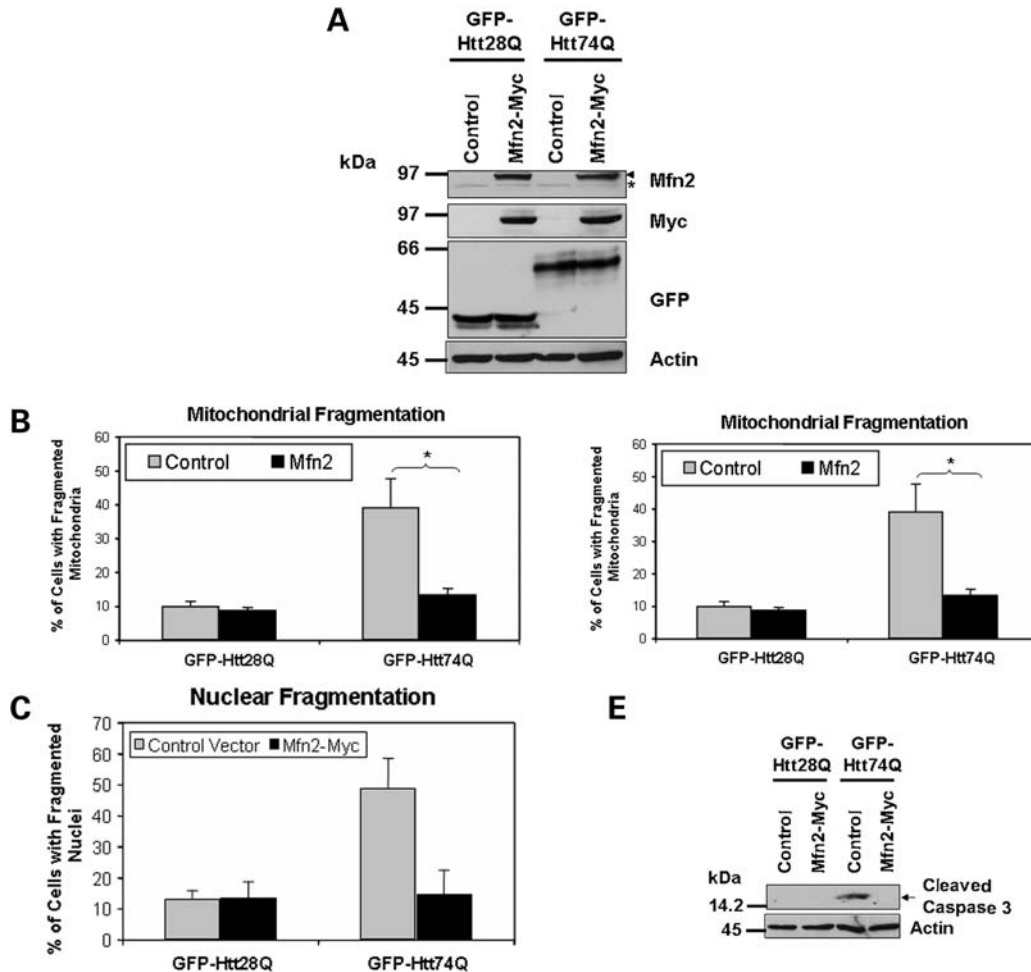 A
GFP-
Htt28Q
GFP-
Htt74Q
Control
Mfn2-Myc
Control
Mfn2-Myc
kDa
97
Mfn2
*
97
Myc
66
45
GFP
45
Actin
B
Mitochondrial Fragmentation
% of Cells with Fragmented
Mitochondria
60
50
40
30
20
10
0
Control
Mfn2
*
GFP-Htt28Q
GFP-Htt74Q
Mitochondrial Fragmentation
% of Cells with Fragmented
Mitochondria
60
50
40
30
20
10
0
Control
Mfn2
*
GFP-Htt28Q
GFP-Htt74Q
C
Nuclear Fragmentation
% of Cells with Fragmented
Nuclei
70
60
50
40
30
20
10
0
Control Vector
Mfn2-Myc
GFP-Htt28Q
GFP-Htt74Q
E
GFP-
Htt28Q
GFP-
Htt74Q
Control
Mfn2-Myc
Control
Mfn2-Myc
kDa
14.2
Cleaved
Caspase 3
45
Actin